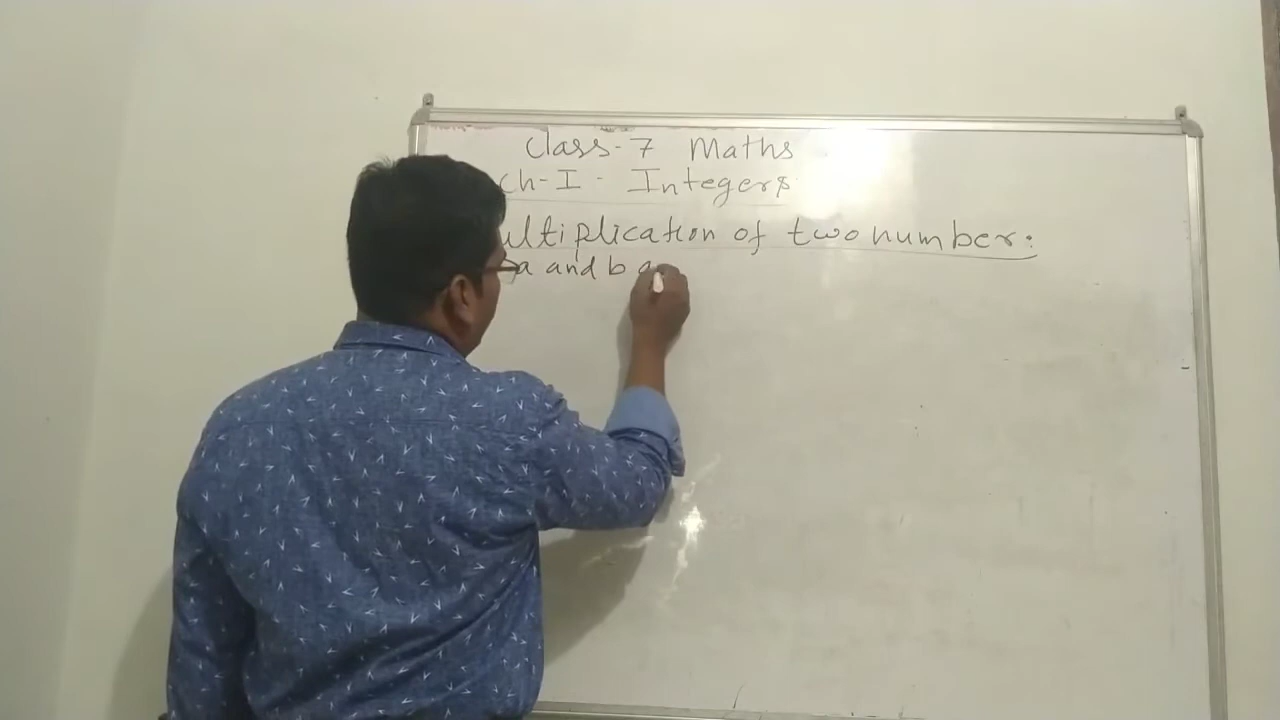 Class-7 Maths
Ch-I - Integers
ultiplication of two number:
a and b a